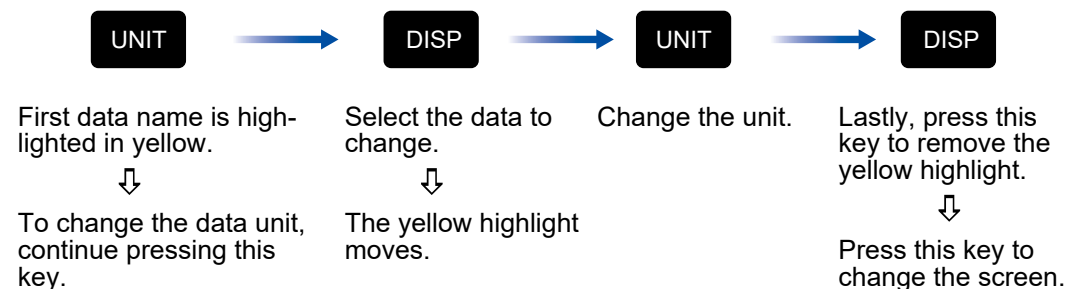 UNIT
DISP
UNIT
DISP
First data name is high-
lighted in yellow.
To change the data unit,
continue pressing this
key.
Select the data to
change.
The yellow highlight
moves.
Change the unit.
Lastly, press this
key to remove the
yellow highlight.
Press this key to
change the screen.